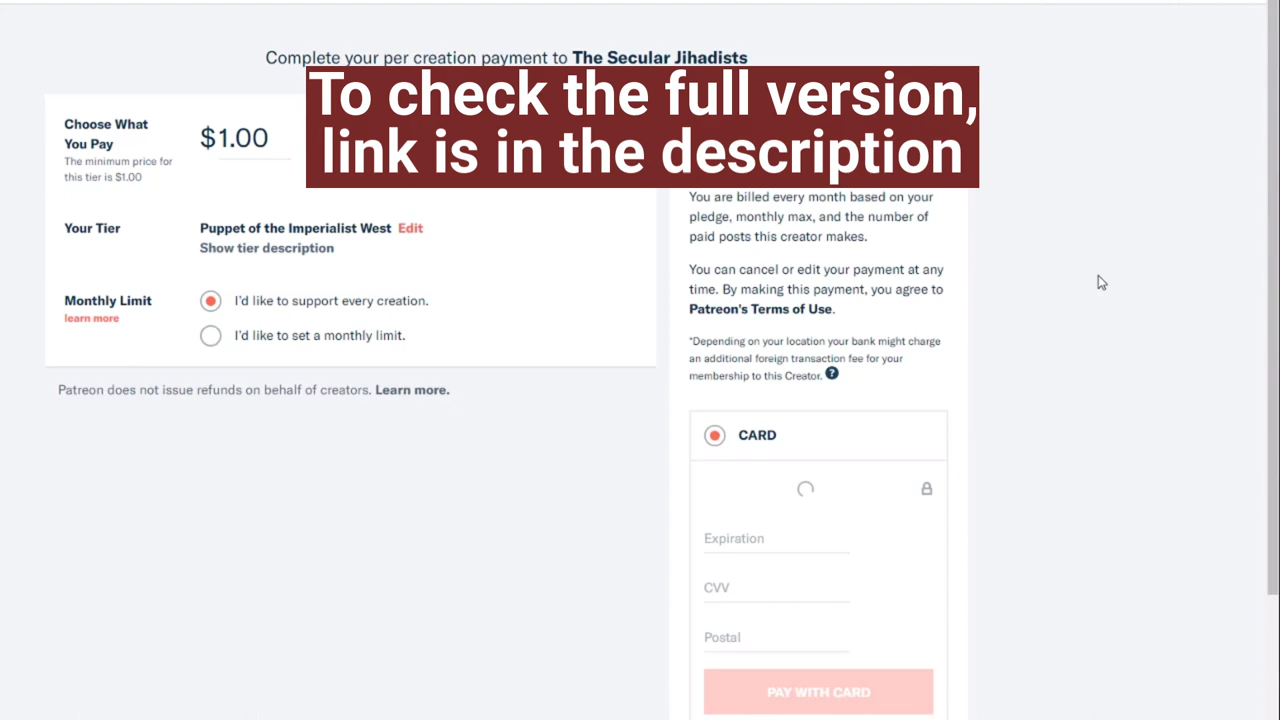 Complete your per creation payment to The Secular Jihadists
To check the full version,
link is in the description
Choose What
You Pay
The minimum price for
this tier is $1.00
$1.00
Your Tier
Puppet of the Imperialist West Edit
Show tier description
Monthly Limit
learn more
I'd like to support every creation.
I'd like to set a monthly limit.
Patreon does not issue refunds on behalf of creators. Learn more.
You are billed every month based on your
pledge, monthly max, and the number of
paid posts this creator makes.
You can cancel or edit your payment at any
time. By making this payment, you agree to
Patreon's Terms of Use.
*Depending on your location your bank might charge
an additional foreign transaction fee for your
membership to this Creator. ?
CARD
Expiration
CVV
Postal
PAY WITH CARD